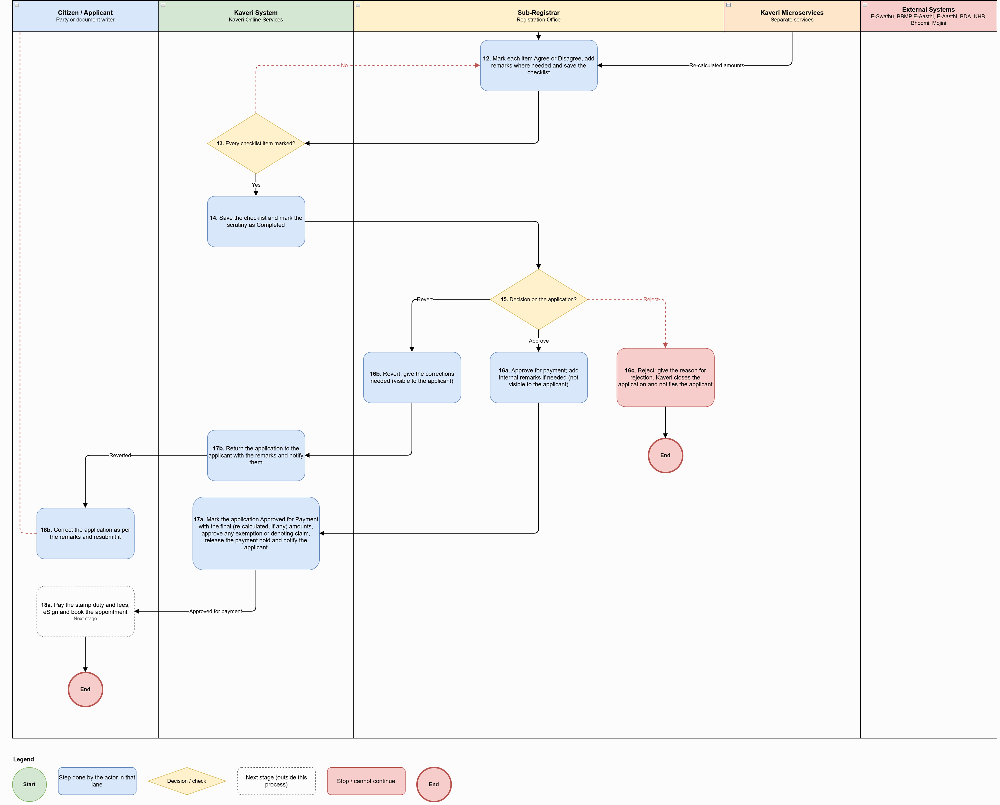 Citizen / Applicant
Party or document writer
Kaveri System
Kaveri Online Services
Sub-Registrar
Registration Office
Kaveri Microservices
Separate services
External Systems
E-Swathu, BBMP E-Aasthi, E-Aasthi, BDA, KHB,
Bhoomi, Mojini
12. Mark each item Agree or Disagree, add
remarks where needed and save the
checklist
No
Re-calculated amounts
13. Every checklist item marked?
Yes
14. Save the checklist and mark the
scrutiny as Completed
15. Decision on the application?
Revert
Reject
Approve
16b. Revert: give the corrections
needed (visible to the applicant)
16a. Approve for payment; add
internal remarks if needed (not
visible to the applicant)
16c. Reject: give the reason for
rejection. Kaveri closes the
application and notifies the applicant
17b. Return the application to the
applicant with the remarks and notify
them
Reverted
End
18b. Correct the application as per
the remarks and resubmit it
17a. Mark the application Approved for Payment
with the final (re-calculated, if any) amounts,
approve any exemption or denoting claim,
release the payment hold and notify the
applicant
18a. Pay the stamp duty and fees,
eSign and book the appointment
Next stage
Approved for payment
End
Legend
Start
Step done by the actor in that
lane
Decision / check
Next stage (outside this
process)
Stop / cannot continue
End